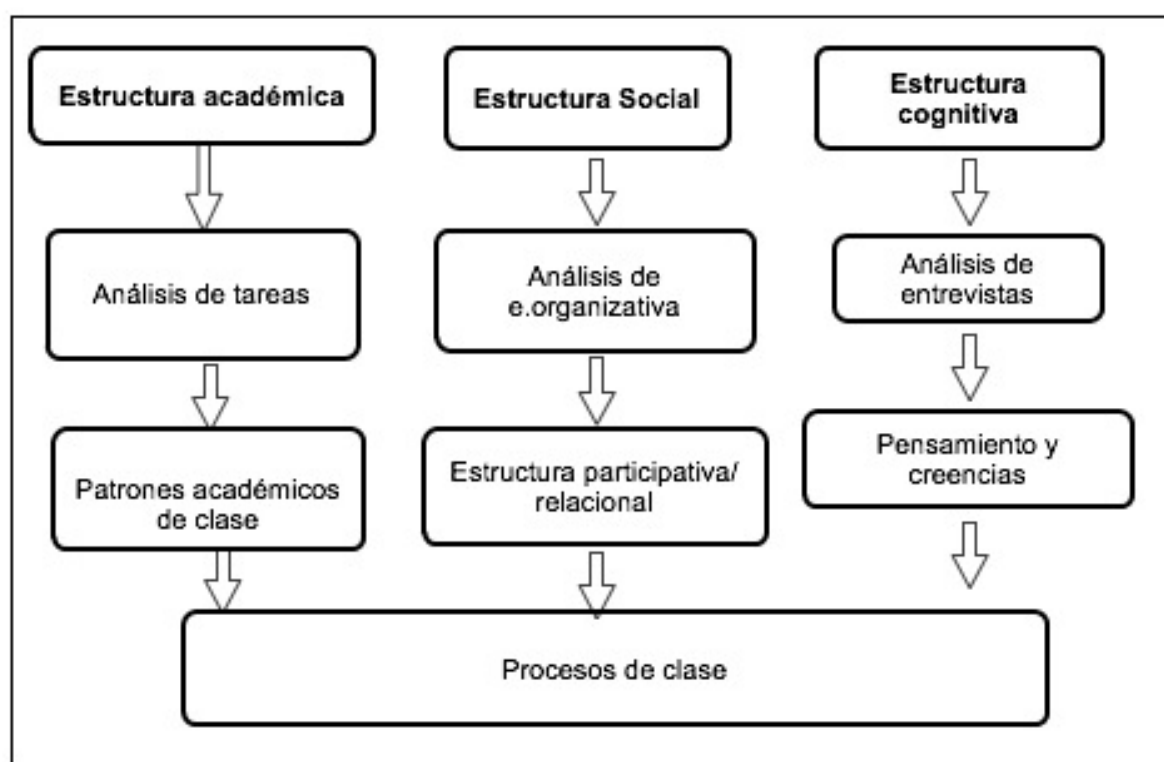 Estructura académica
Estructura Social
Estructura
cognitiva
Análisis de tareas
Análisis de
e.organizativa
Análisis de
entrevistas
Patrones académicos
de clase
Estructura participativa/
relacional
Pensamiento y
creencias
Procesos de clase